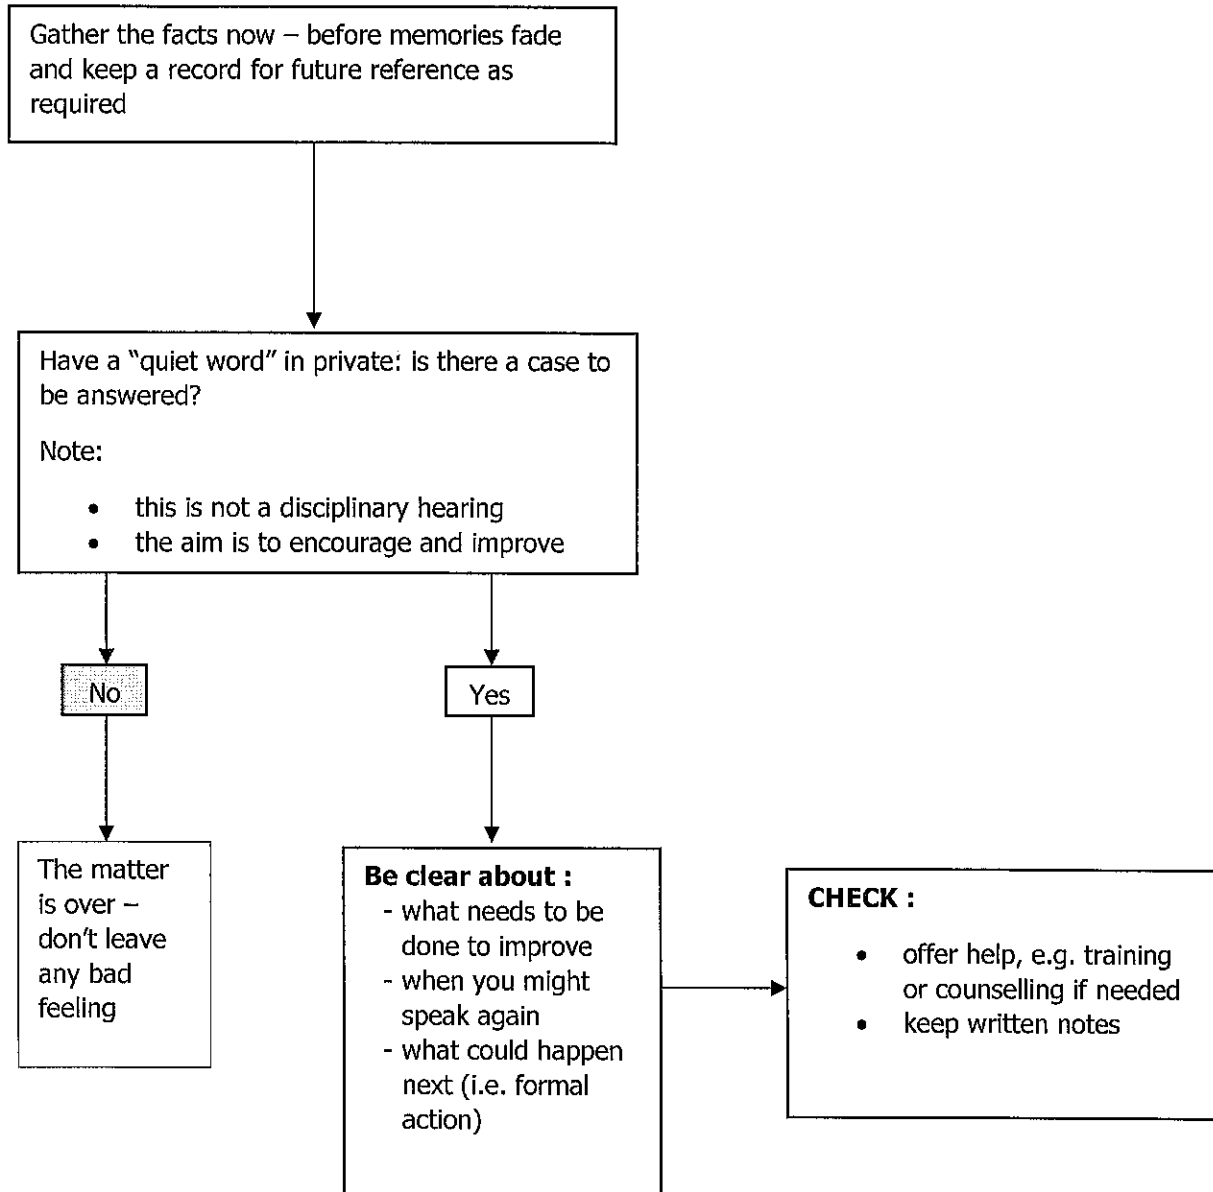 Gather the facts now – before memories fade
and keep a record for future reference as
required
Have a “quiet word” in private: is there a case to
be answered?
Note:
• this is not a disciplinary hearing
• the aim is to encourage and improve
No
Yes
The matter
is over –
don’t leave
any bad
feeling
Be clear about :
- what needs to be
done to improve
- when you might
speak again
- what could happen
next (i.e. formal
action)
CHECK :
• offer help, e.g. training
or counselling if needed
• keep written notes